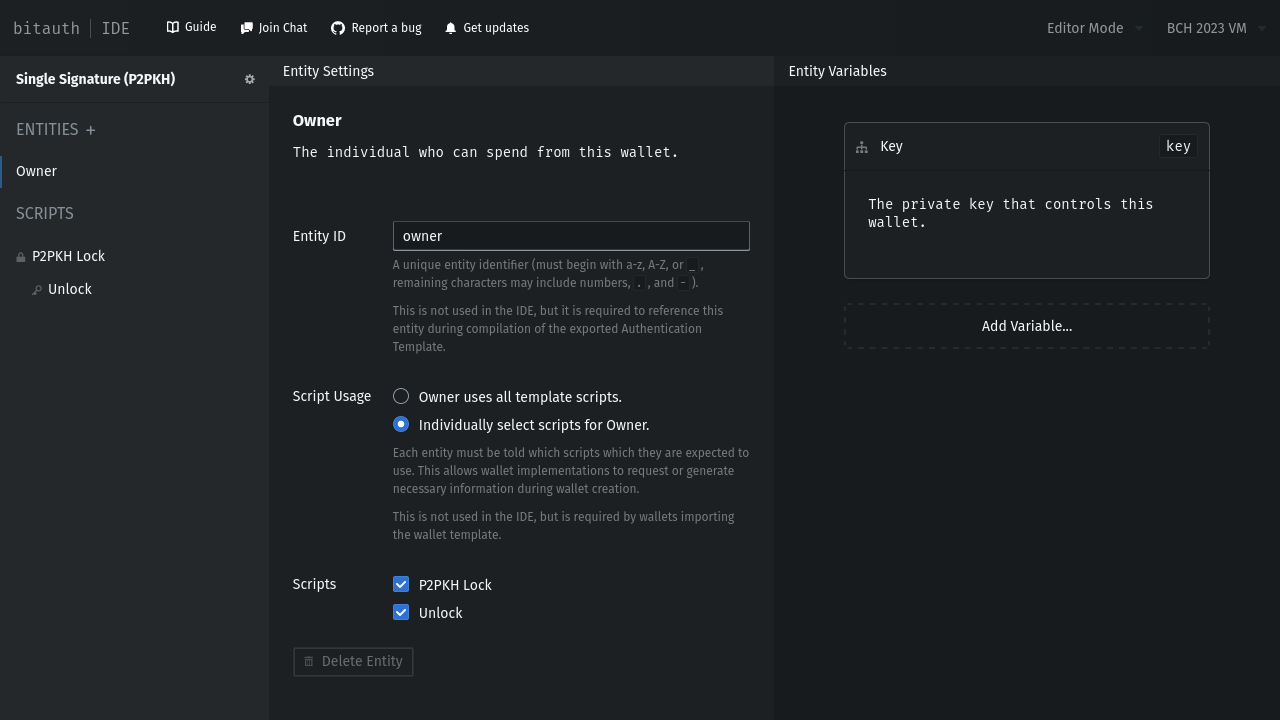 bitauth IDE Guide Join Chat Report a bug Get updates Editor Mode BCH 2023 VM
Single Signature (P2PKH)
ENTITIES +
Owner
SCRIPTS
P2PKH Lock
Unlock
Entity Settings
Owner
The individual who can spend from this wallet.
Entity ID
owner
A unique entity identifier (must begin with a-z, A-Z, or _ ,
remaining characters may include numbers, . , and - ).
This is not used in the IDE, but it is required to reference this
entity during compilation of the exported Authentication
Template.
Script Usage
Owner uses all template scripts.
Individually select scripts for Owner.
Each entity must be told which scripts which they are expected to
use. This allows wallet implementations to request or generate
necessary information during wallet creation.
This is not used in the IDE, but is required by wallets importing
the wallet template.
Scripts
P2PKH Lock
Unlock
Delete Entity
Entity Variables
Key key
The private key that controls this
wallet.
Add Variable...